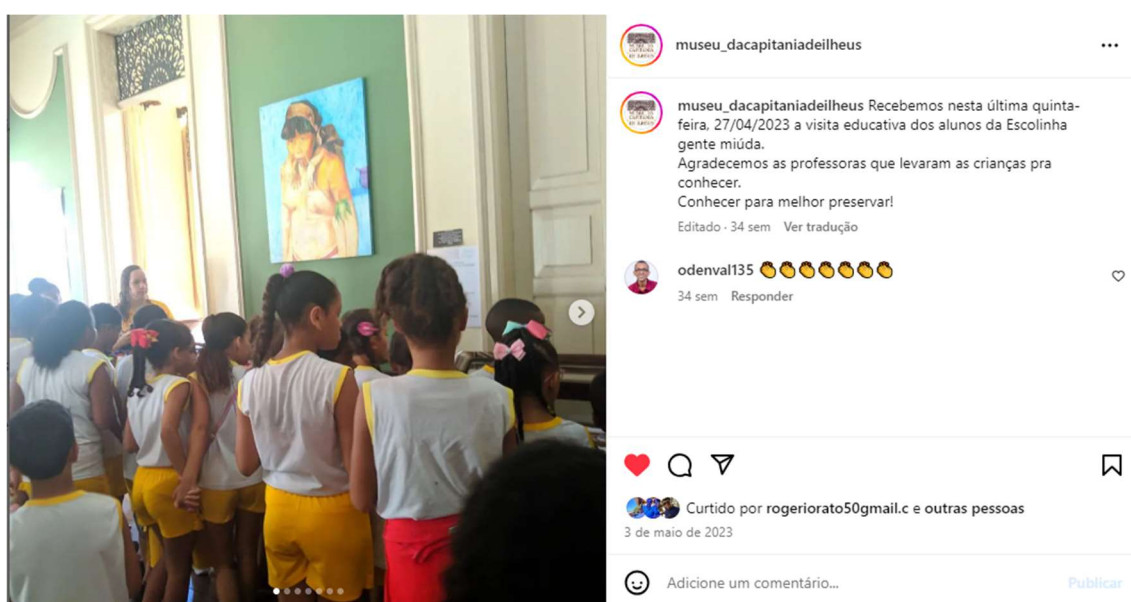 museu_dacapitaniadeilheus
museu_dacapitaniadeilheus Recebemos nesta última quinta-
feira, 27/04/2023 a visita educativa dos alunos da Escolinha
gente miúda.
Agradecemos as professoras que levaram as crianças pra
conhecer.
Conhecer para melhor preservar!
Editado · 34 sem Ver tradução
odenval135 👏👏👏👏👏👏👏
34 sem Responder
Curtido por rogeriorato50gmail.c e outras pessoas
3 de maio de 2023
Adicione um comentário...
Publicar